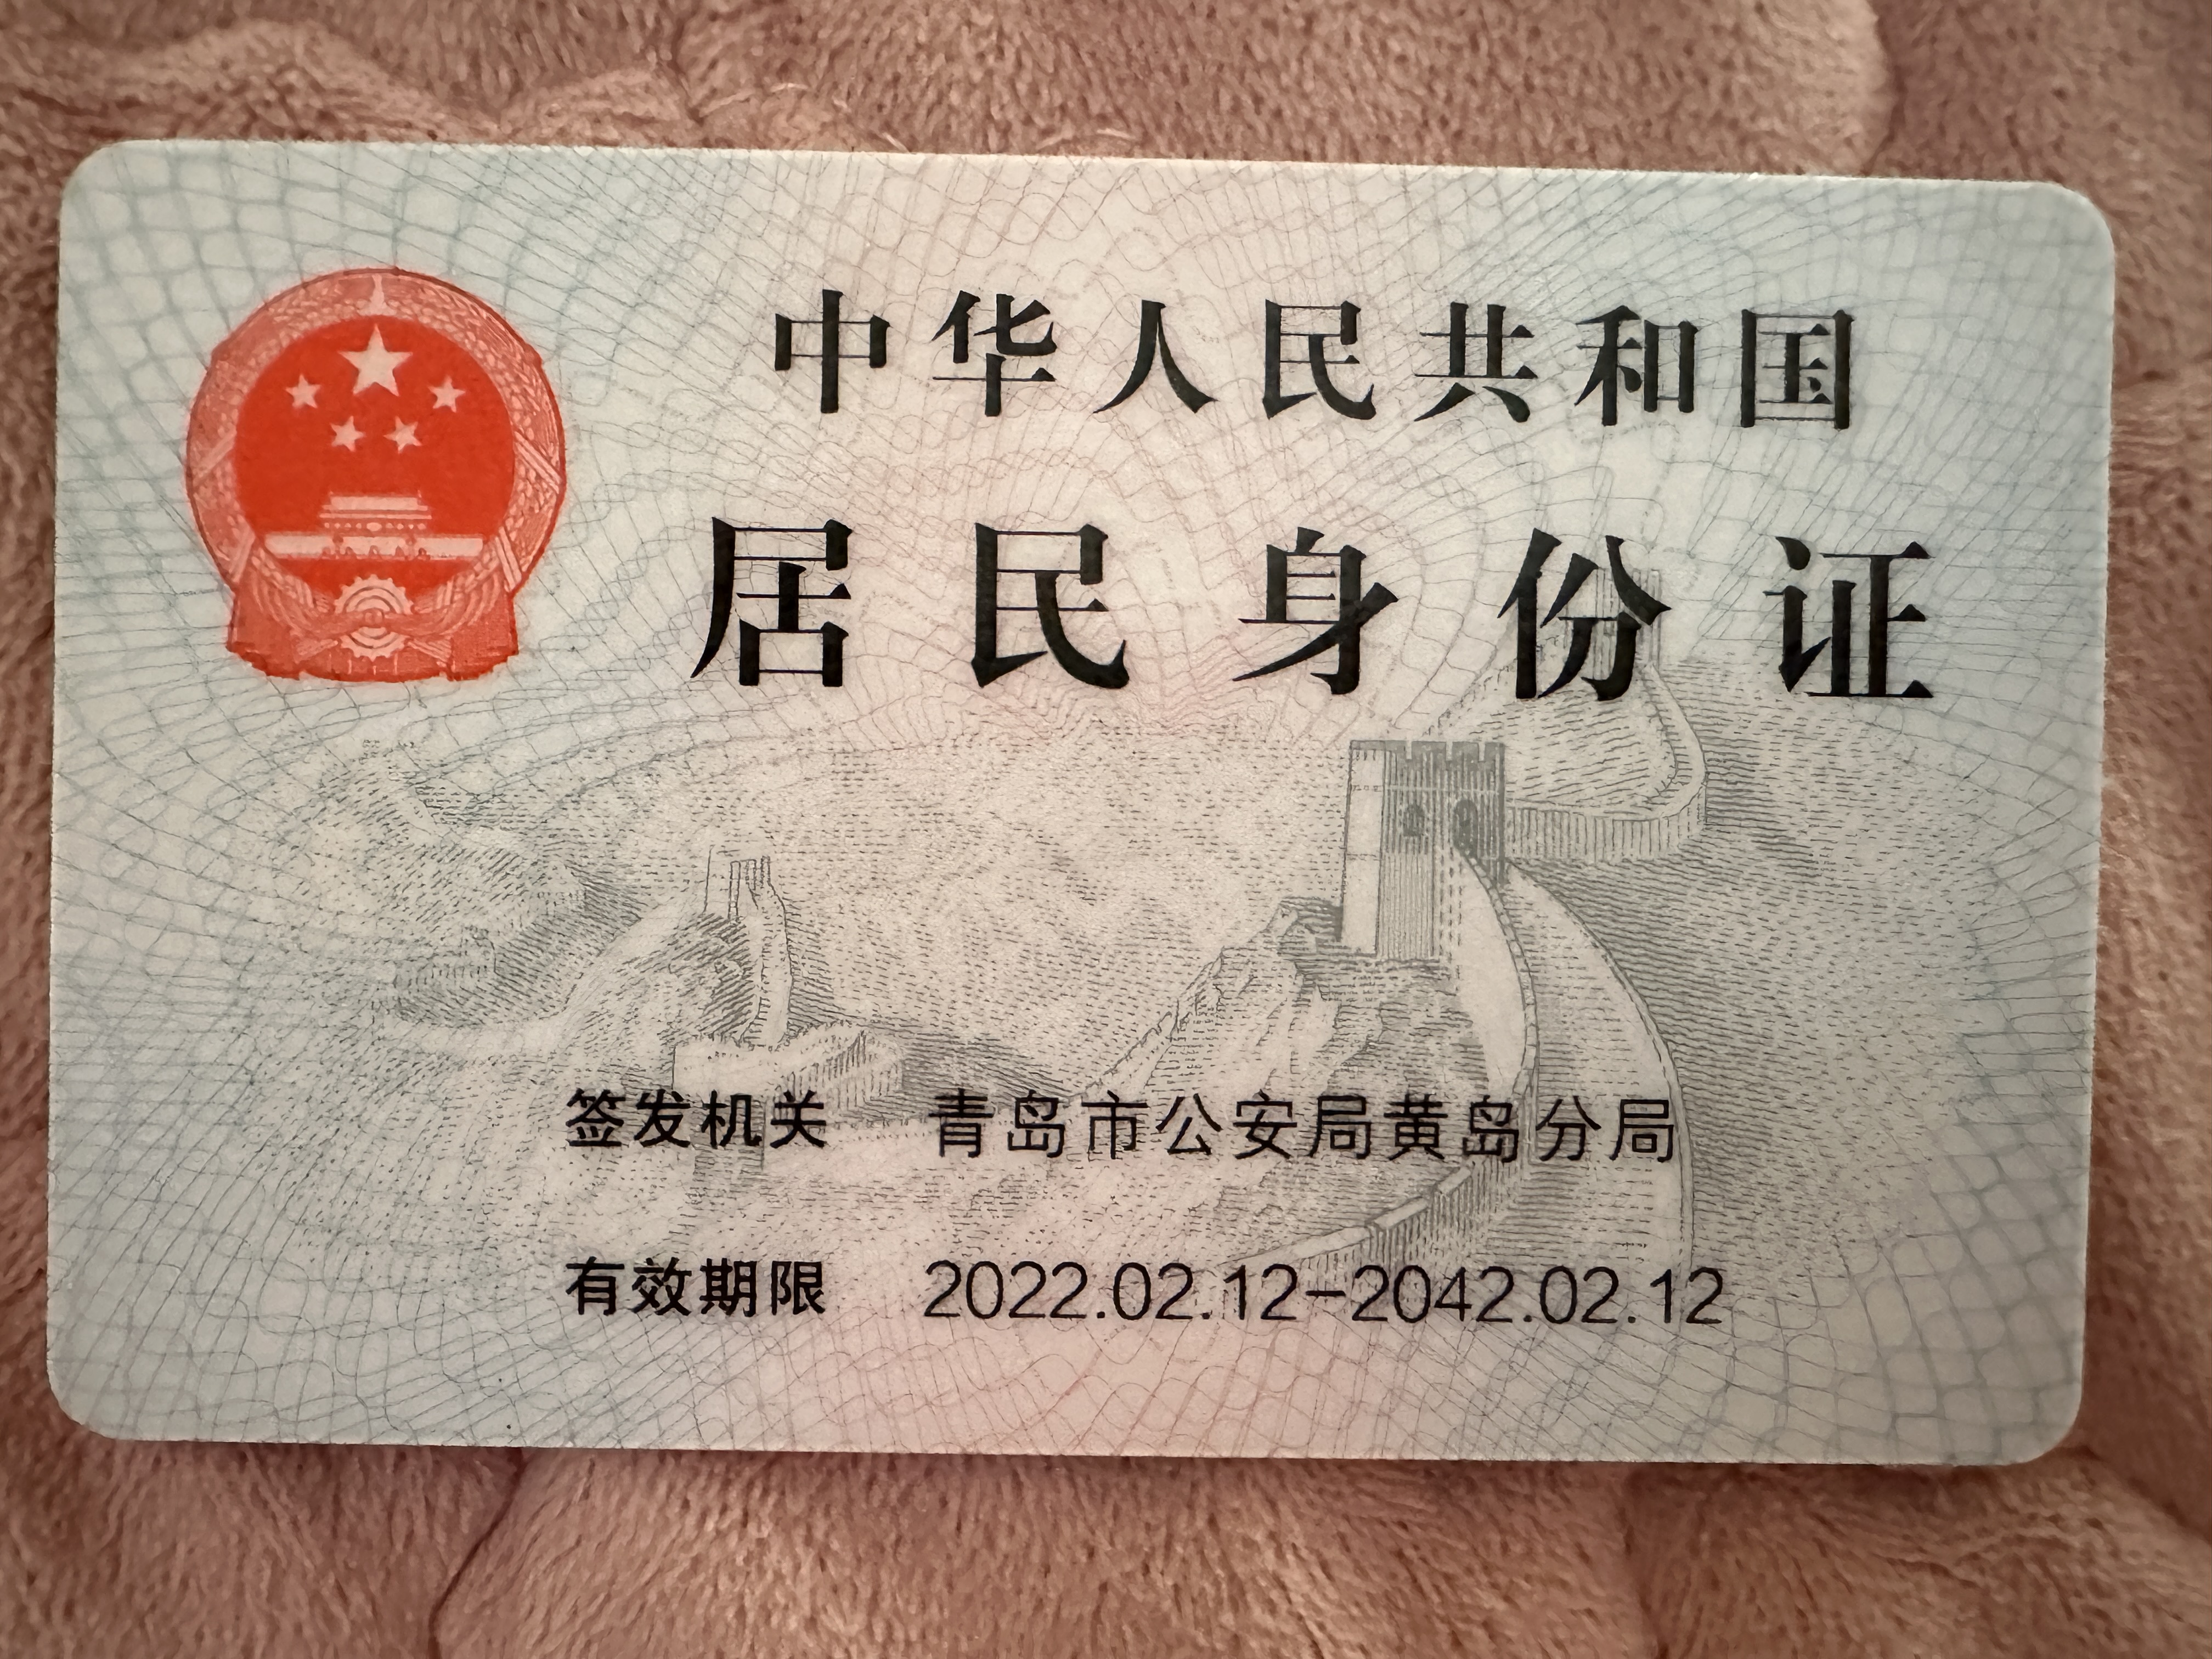 中华人民共和国
居民身份证
签发机关 青岛市公安局黄岛分局
有效期限 2022.02.12-2042.02.12